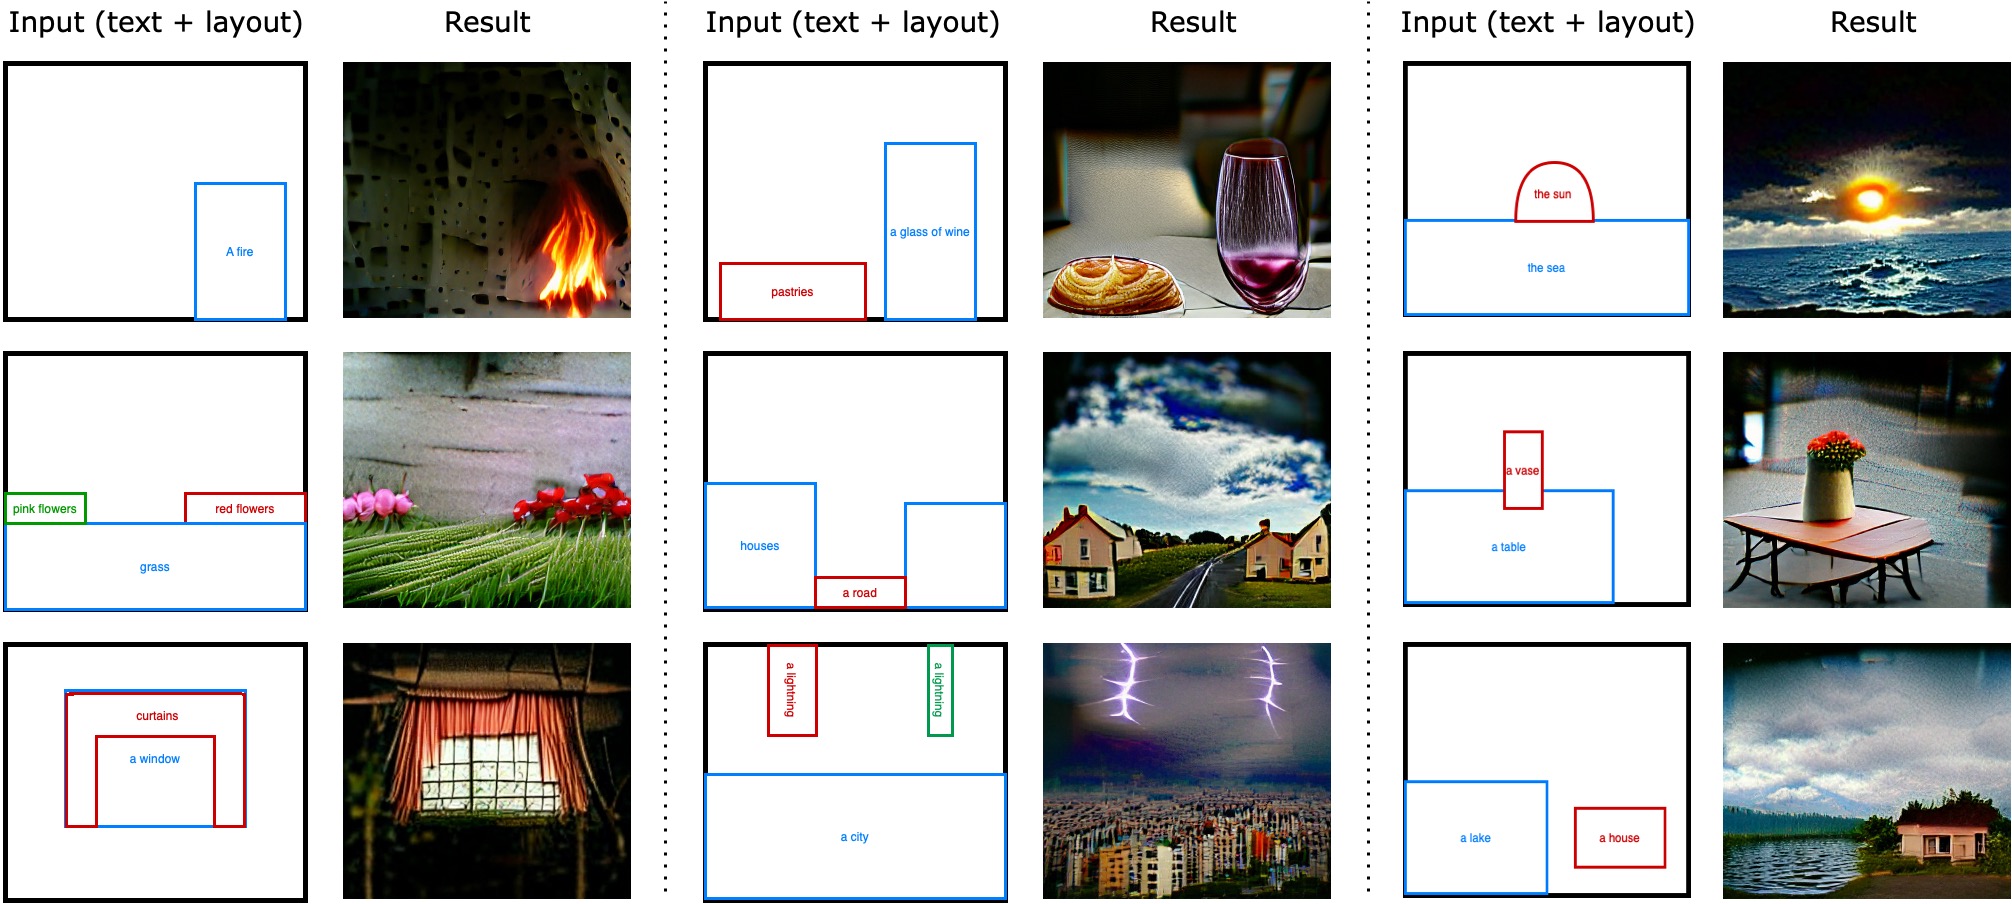 Input (text + layout) Result Input (text + layout) Result Input (text + layout) Result
A fire
pastries
a glass of wine
the sun
the sea
pink flowers
red flowers
grass
houses
a road
a vase
a table
curtains
a window
a lightning
a lightning
a city
a lake
a house